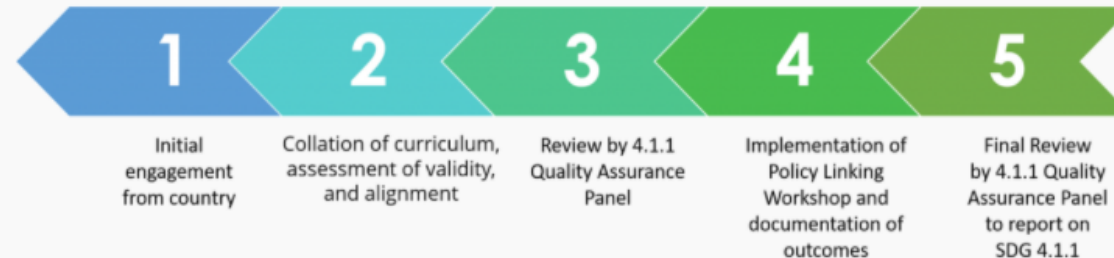 1
Initial
engagement
from country
2
Collation of curriculum,
assessment of validity,
and alignment
3
Review by 4.1.1
Quality Assurance
Panel
4
Implementation of
Policy Linking
Workshop and
documentation of
outcomes
5
Final Review
by 4.1.1 Quality
Assurance Panel
to report on
SDG 4.1.1